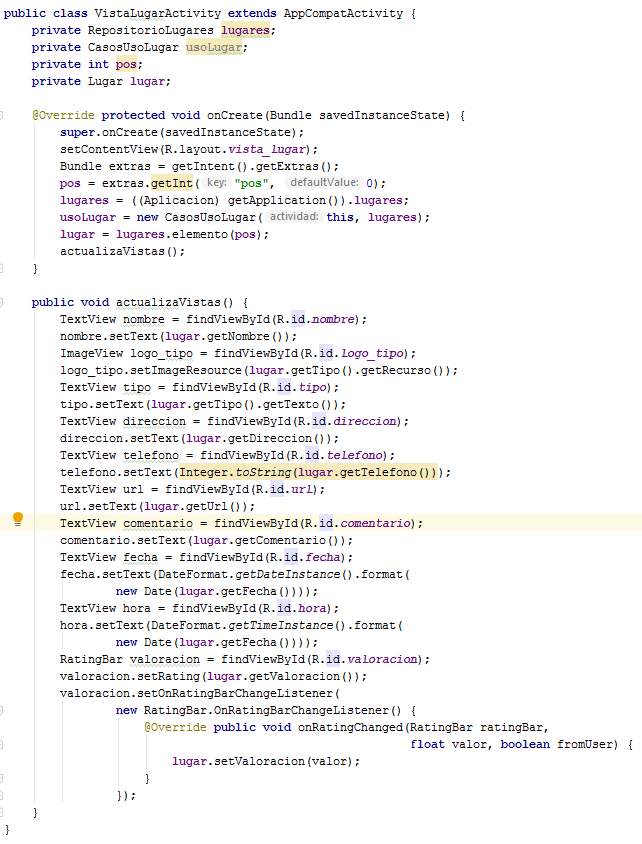 public class VistaLugarActivity extends AppCompatActivity {
    private RepositorioLugares lugares;
    private CasosUsoLugar usoLugar;
    private int pos;
    private Lugar lugar;

    @Override protected void onCreate(Bundle savedInstanceState) {
        super.onCreate(savedInstanceState);
        setContentView(R.layout.vista_lugar);
        Bundle extras = getIntent().getExtras();
        pos = extras.getInt( key: "pos", defaultValue: 0);
        lugares = ((Aplicacion) getApplication()).lugares;
        usoLugar = new CasosUsoLugar( actividad: this, lugares);
        lugar = lugares.elemento(pos);
        actualizaVistas();
    }

    public void actualizaVistas() {
        TextView nombre = findViewById(R.id.nombre);
        nombre.setText(lugar.getNombre());
        ImageView logo_tipo = findViewById(R.id.logo_tipo);
        logo_tipo.setImageResource(lugar.getTipo().getRecurso());
        TextView tipo = findViewById(R.id.tipo);
        tipo.setText(lugar.getTipo().getTexto());
        TextView direccion = findViewById(R.id.direccion);
        direccion.setText(lugar.getDireccion());
        TextView telefono = findViewById(R.id.telefono);
        telefono.setText(Integer.toString(lugar.getTelefono()));
        TextView url = findViewById(R.id.url);
        url.setText(lugar.getUrl());
        TextView comentario = findViewById(R.id.comentario);
        comentario.setText(lugar.getComentario());
        TextView fecha = findViewById(R.id.fecha);
        fecha.setText(DateFormat.getDateInstance().format(
                new Date(lugar.getFecha())));
        TextView hora = findViewById(R.id.hora);
        hora.setText(DateFormat.getTimeInstance().format(
                new Date(lugar.getFecha())));
        RatingBar valoracion = findViewById(R.id.valoracion);
        valoracion.setRating(lugar.getValoracion());
        valoracion.setOnRatingBarChangeListener(
                new RatingBar.OnRatingBarChangeListener() {
                    @Override public void onRatingChanged(RatingBar ratingBar,
                                                          float valor, boolean fromUser) {
                        lugar.setValoracion(valor);
                    }
                });
    }
}